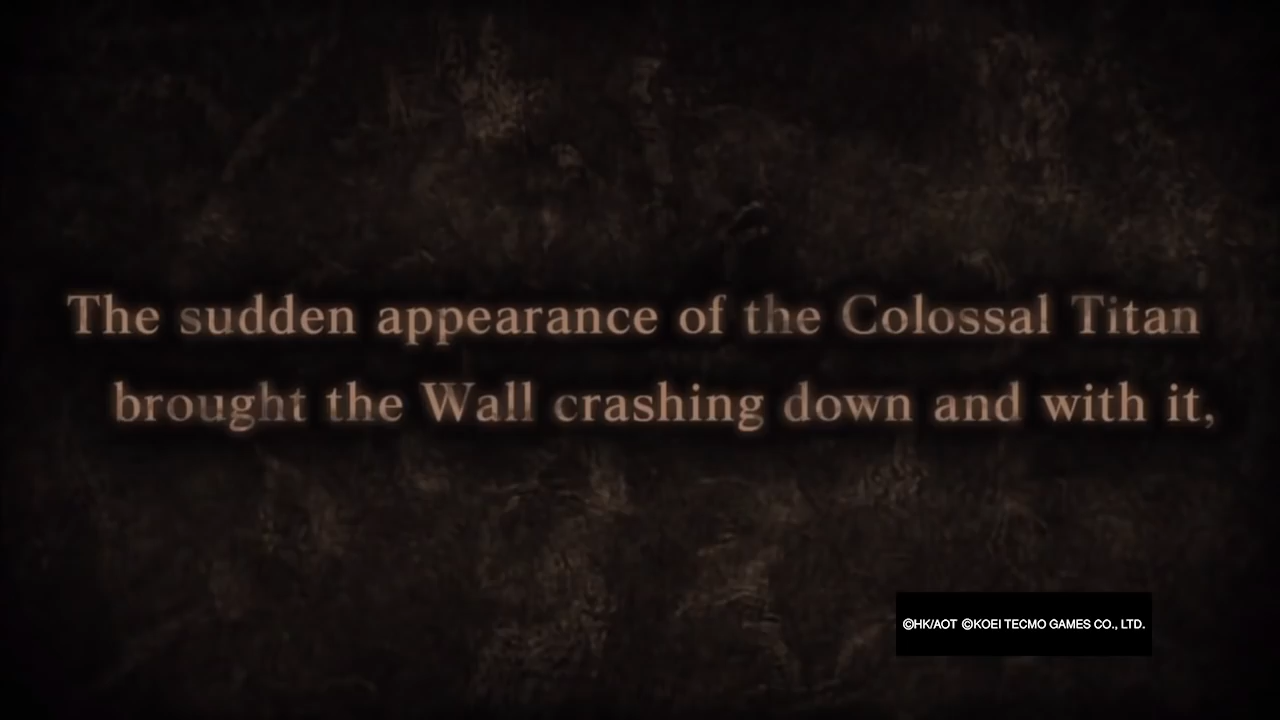 The sudden appearance of the Colossal Titan
brought the Wall crashing down and with it,
©HK/AOT ©KOEI TECMO GAMES CO., LTD.